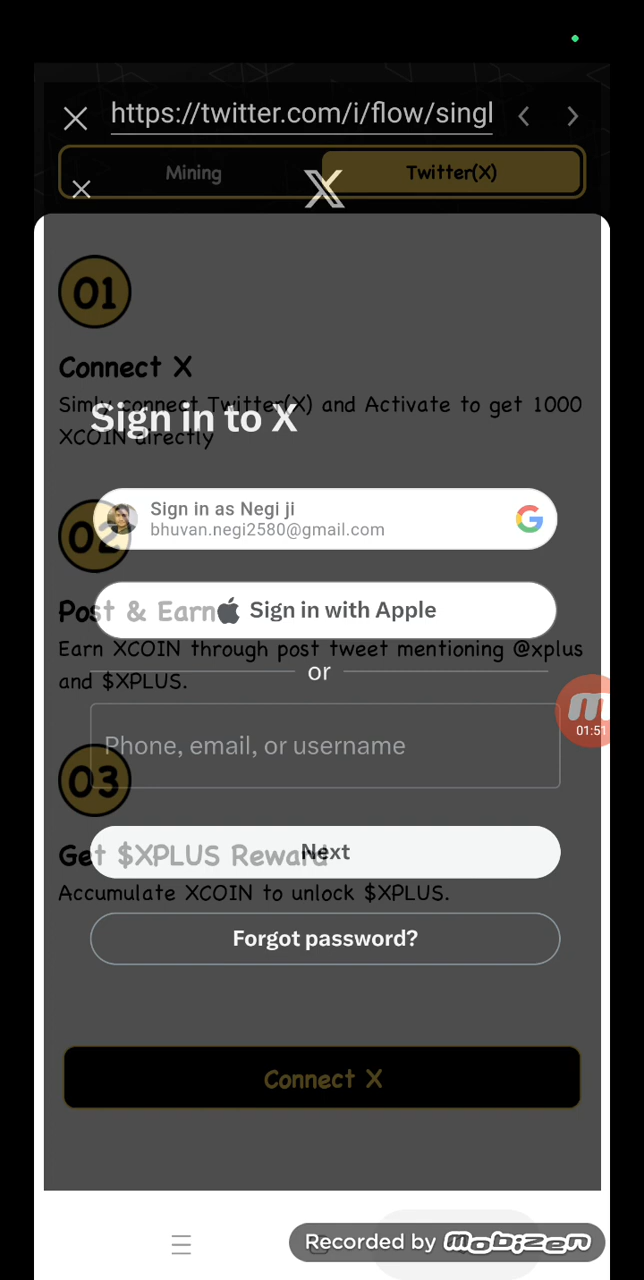 https://twitter.com/i/flow/singl
Mining
Twitter(X)
01
Connect X
Simly connect Twitter(X) and Activate to get 1000
XCOIN directly
Sign in to X
Sign in as Negi ji
bhuvan.negi2580@gmail.com
02
Post & Earn
Sign in with Apple
Earn XCOIN through post tweet mentioning @xplus
and $XPLUS.
or
01:51
Phone, email, or username
03
Get $XPLUS Reward
Next
Accumulate XCOIN to unlock $XPLUS.
Forgot password?
Connect X
Recorded by mobizen